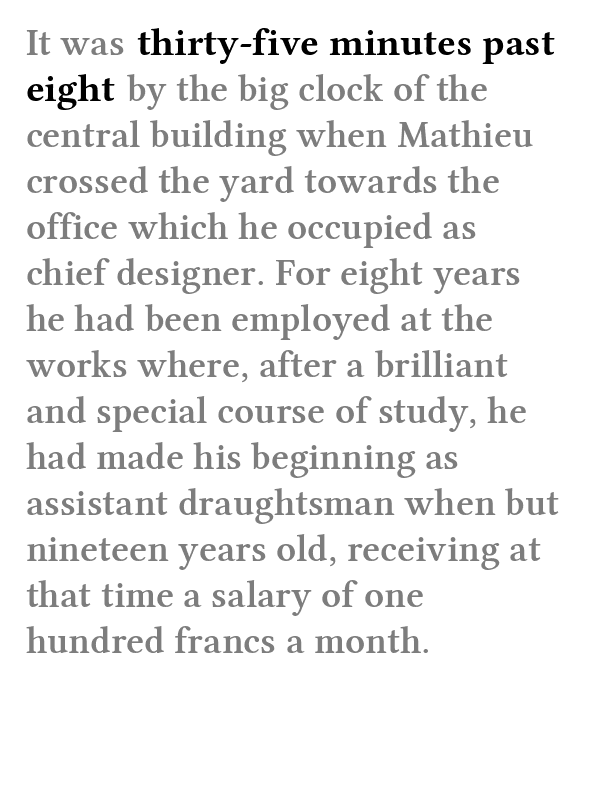 It was thirty-five minutes past
eight by the big clock of the
central building when Mathieu
crossed the yard towards the
office which he occupied as
chief designer. For eight years
he had been employed at the
works where, after a brilliant
and special course of study, he
had made his beginning as
assistant draughtsman when but
nineteen years old, receiving at
that time a salary of one
hundred francs a month.